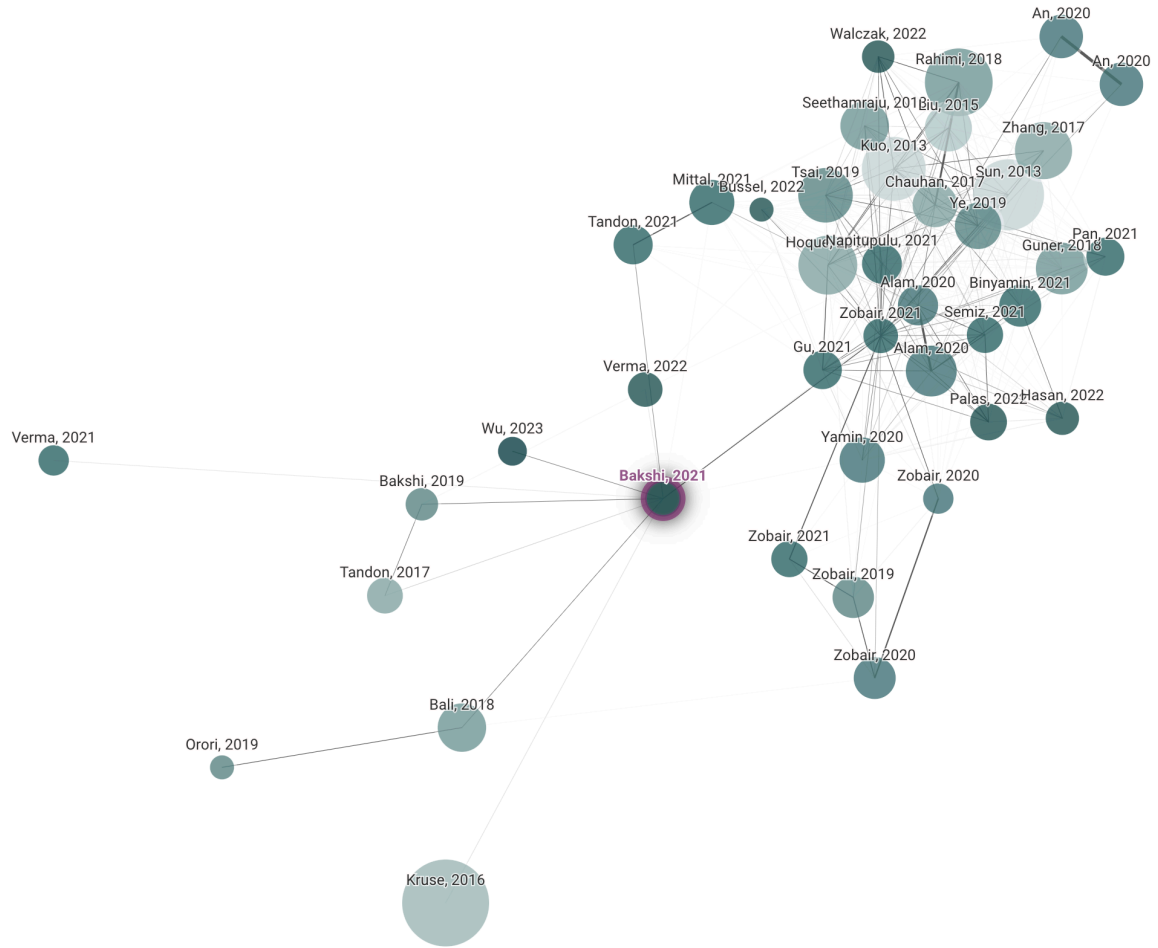 An, 2020
Walczak, 2022
Rahimi, 2018
An, 2020
Seethamraju, 2018
Liu, 2015
Zhang, 2017
Kuo, 2013
Tsai, 2019
Sun, 2013
Mittal, 2021
Bussel, 2022
Chauhan, 2017
Ye, 2019
Tandon, 2021
Hoque,
Napitupulu, 2021
Pan, 2021
Guner, 2018
Alam, 2020
Binyamin, 2021
Zobair, 2021
Semiz, 2021
Gu, 2021
Alam, 2020
Verma, 2022
Palas, 2022
Hasan, 2022
Wu, 2023
Verma, 2021
Yamin, 2020
Bakshi, 2021
Zobair, 2020
Bakshi, 2019
Zobair, 2021
Tandon, 2017
Zobair, 2019
Zobair, 2020
Bali, 2018
Orori, 2019
Kruse, 2016